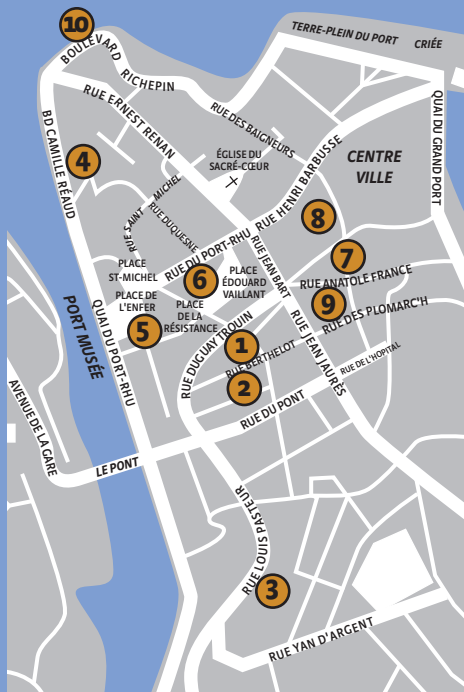 10
BOULEVARD RICHEPIN
TERRE-PLEIN DU PORT
CRIÉE
RUE ERNEST RENAN
RUE DES BAIGNEURS
QUAI DU GRAND PORT
BD CAMILLE RÉAUD
4
ÉGLISE DU
SACRÉ-CŒUR
CENTRE
VILLE
RUE SAINT MICHEL
RUE DUQUESNE
RUE DU PORT-RHU
RUE HENRI BARBUSSE
8
RUE JEAN BART
7
PLACE
ST-MICHEL
6
PLACE
ÉDOUARD
VAILLANT
RUE ANATOLE FRANCE
PLACE DE
L'ENFER
PLACE
DE LA
RÉSISTANCE
9
RUE DES PLOMARC'H
PORT MUSÉE
QUAI DU PORT-RHU
5
RUE DUGUAY TROUIN
1
RUE BERTHELOT
RUE JEAN JAURÈS
RUE DE L'HOPITAL
2
RUE DU PONT
AVENUE DE LA GARE
LE PONT
RUE LOUIS PASTEUR
3
RUE YAN D'ARGENT